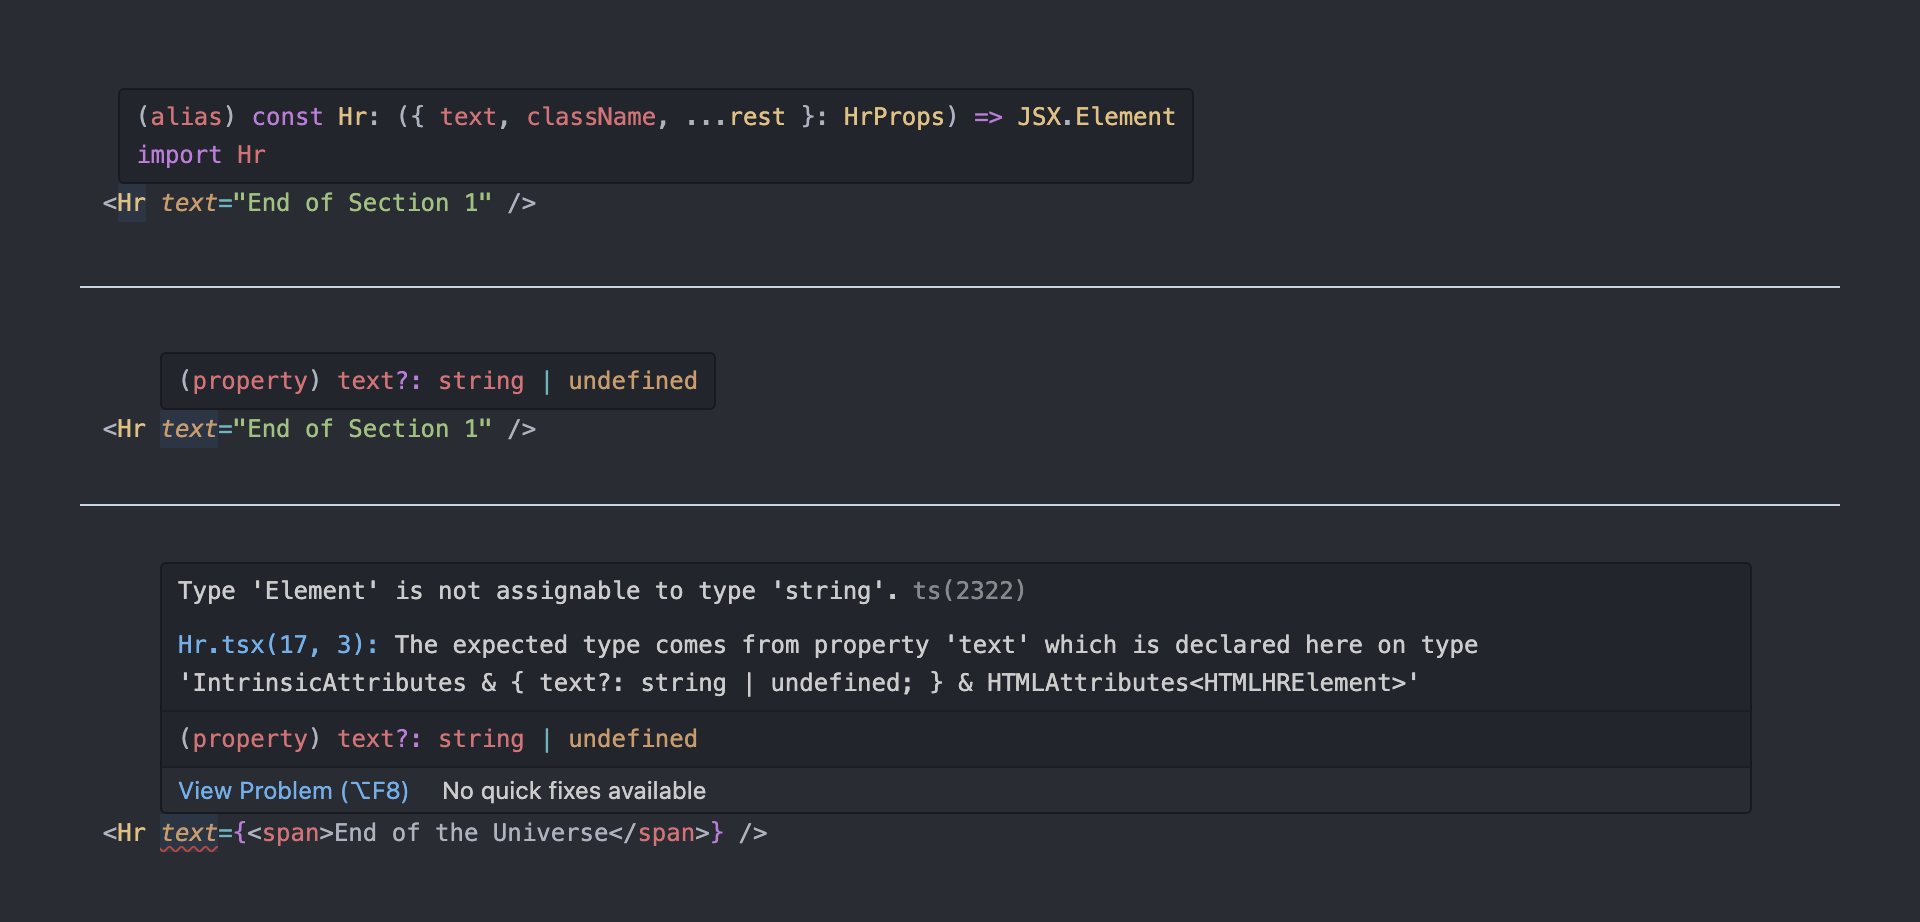 (alias) const Hr: ({ text, className, ...rest }: HrProps) => JSX.Element
import Hr
<Hr text="End of Section 1" />
(property) text?: string | undefined
<Hr text="End of Section 1" />
Type 'Element' is not assignable to type 'string'. ts(2322)
Hr.tsx(17, 3): The expected type comes from property 'text' which is declared here on type
'IntrinsicAttributes & { text?: string | undefined; } & HTMLAttributes<HTMLHRElement>'
(property) text?: string | undefined
View Problem (⌥F8) No quick fixes available
<Hr text={<span>End of the Universe</span>} />